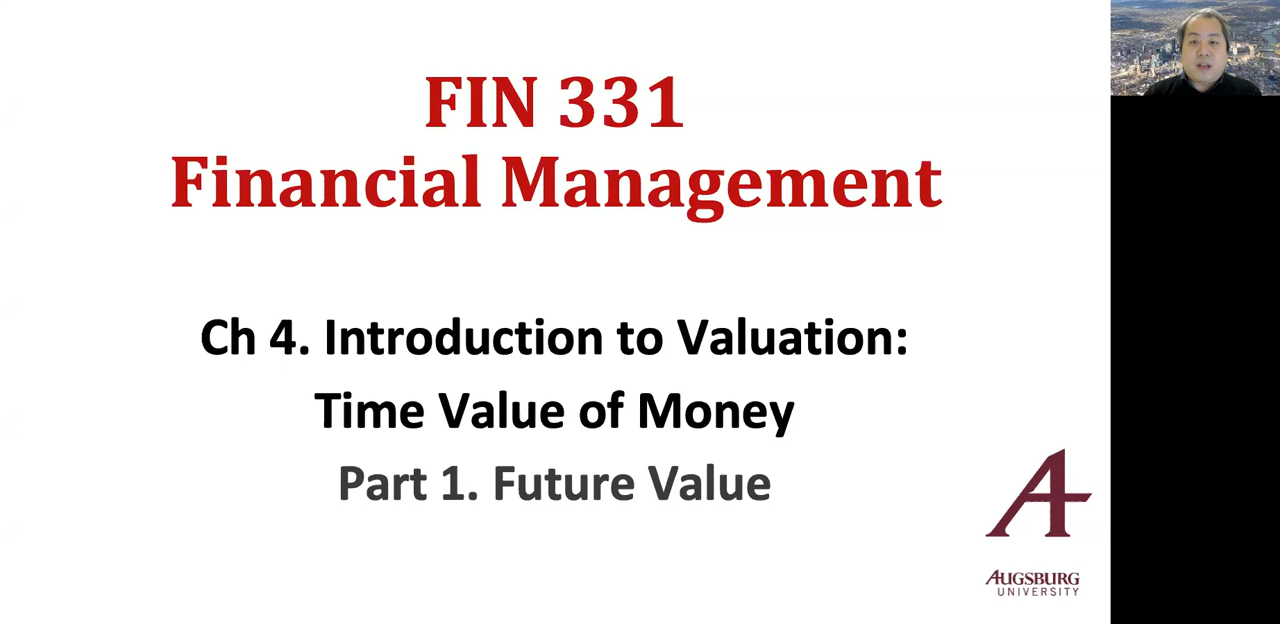 FIN 331
Financial Management
Ch 4. Introduction to Valuation:
Time Value of Money
Part 1. Future Value
AUGSBURG
UNIVERSITY